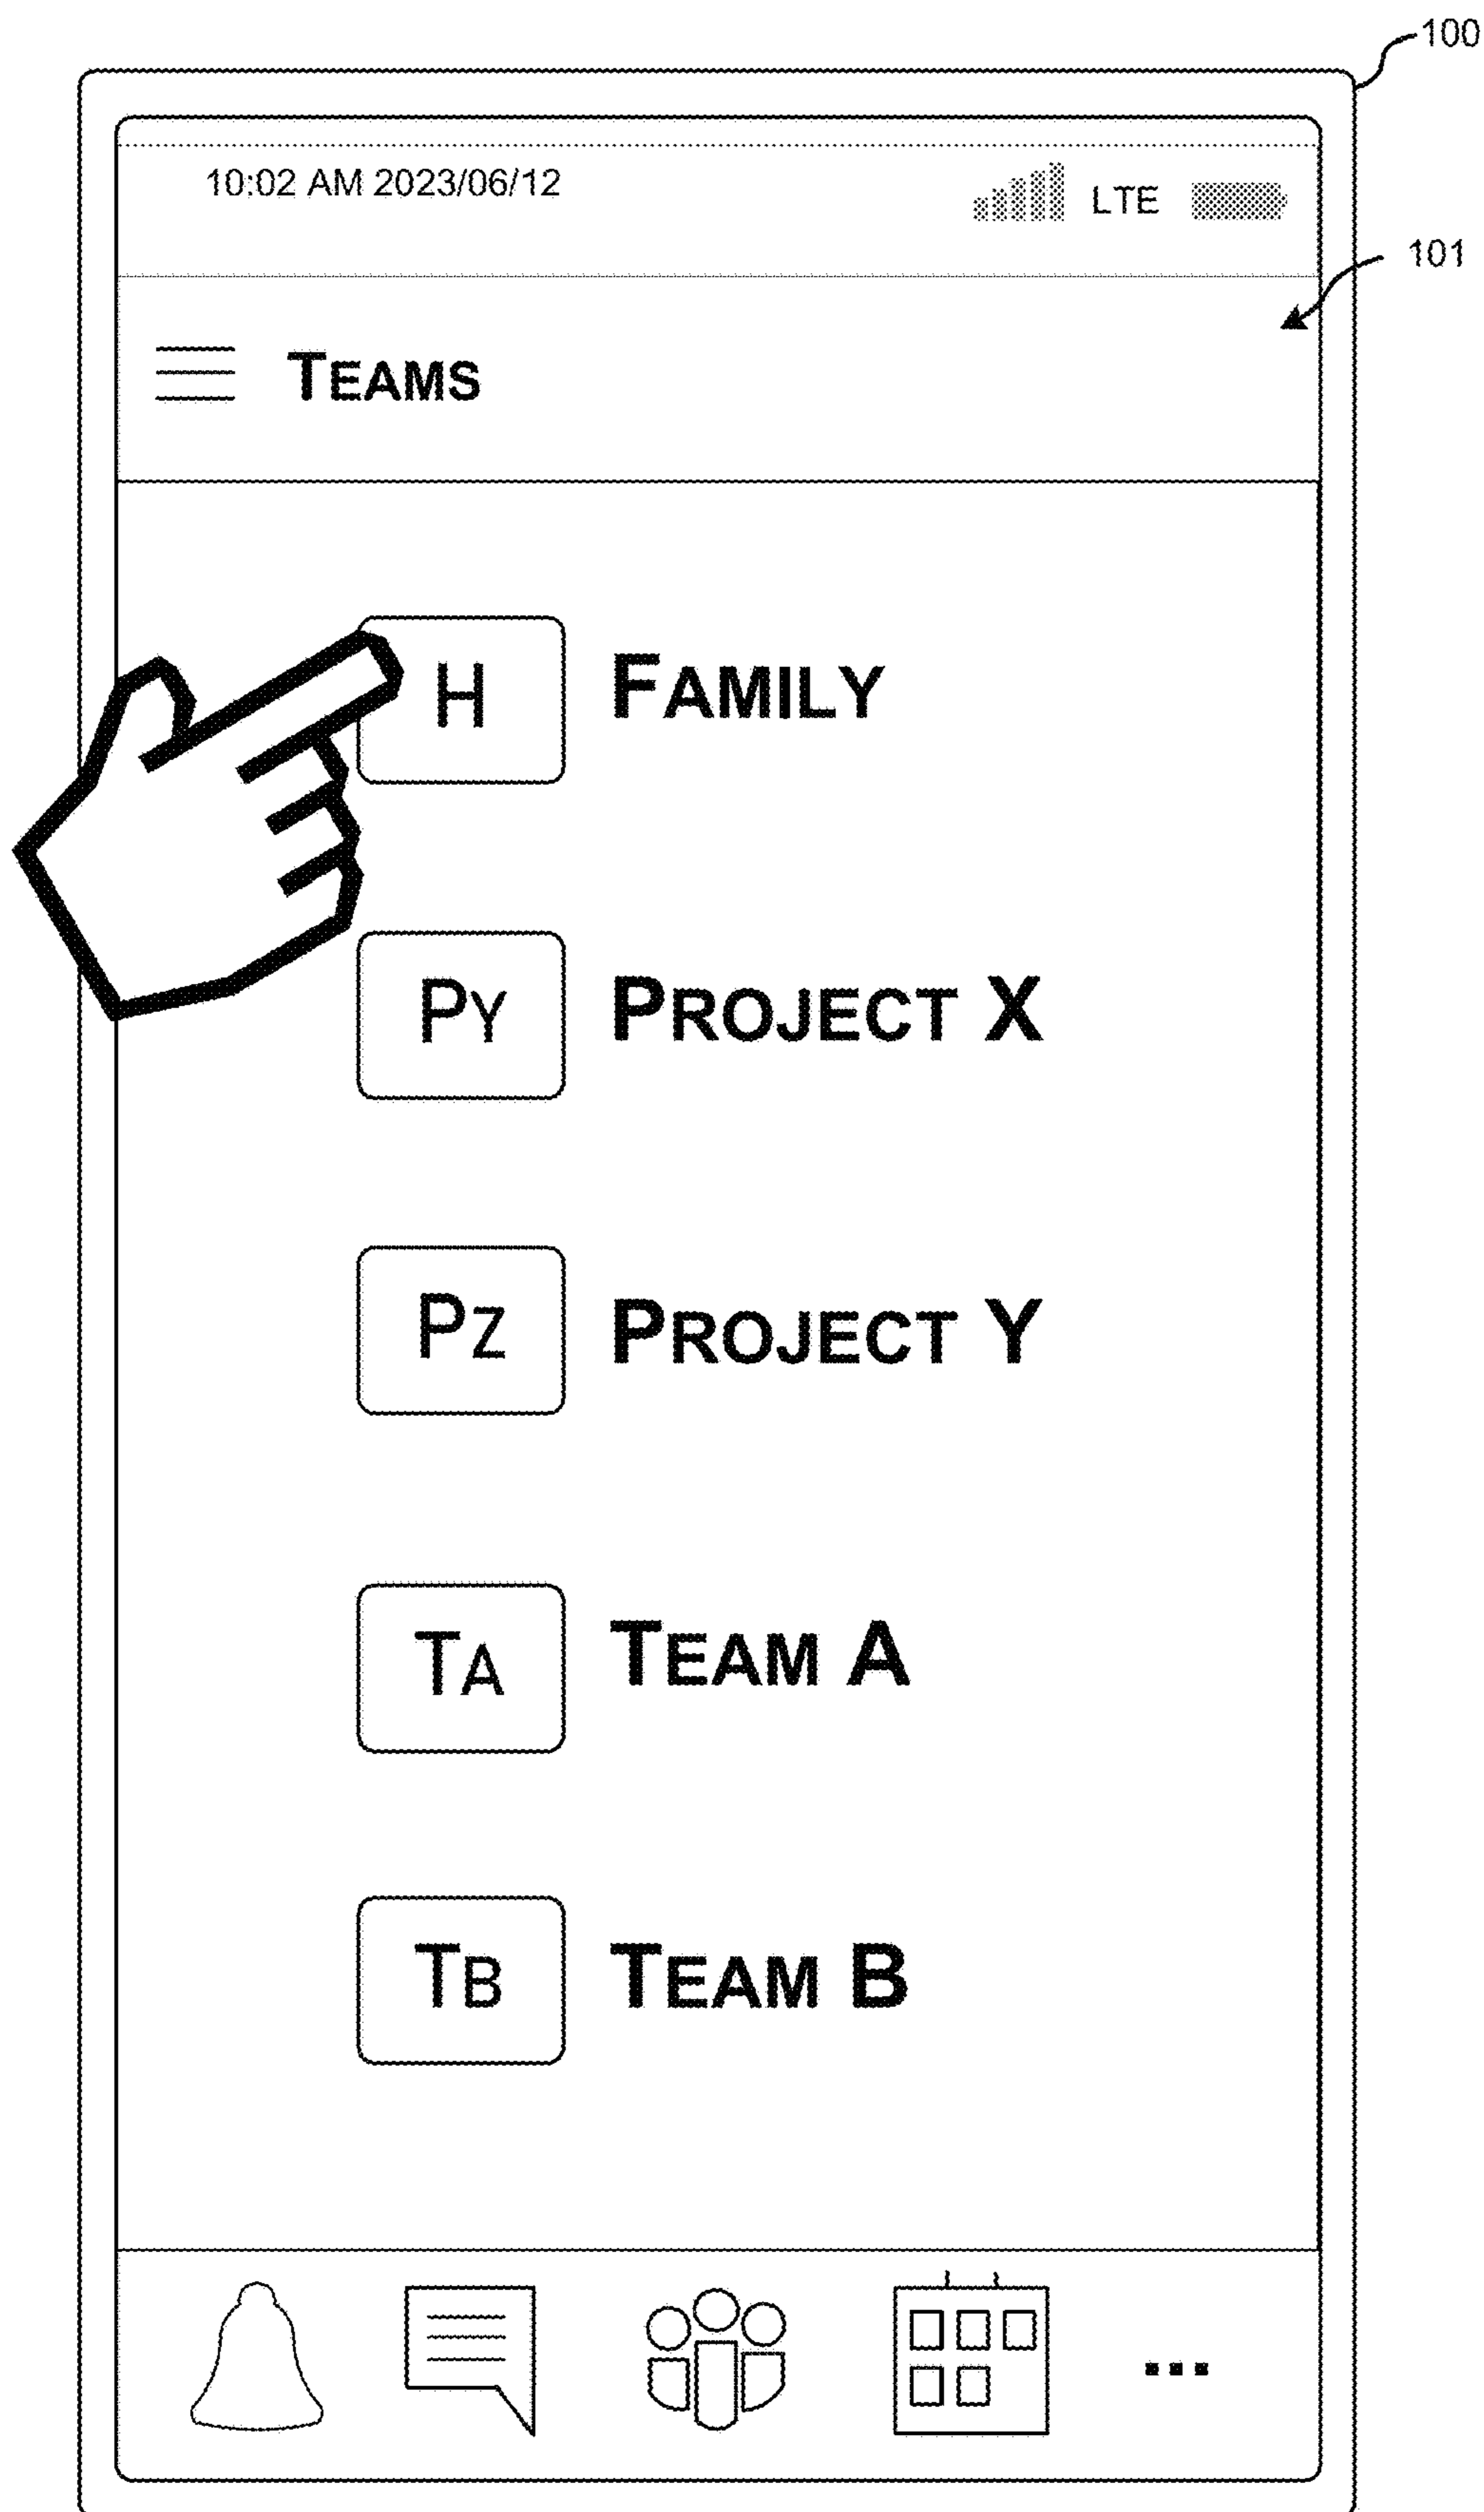 100
10:02 AM 2023/06/12 LTE
101
TEAMS
H FAMILY
PY PROJECT X
PZ PROJECT Y
TA TEAM A
TB TEAM B